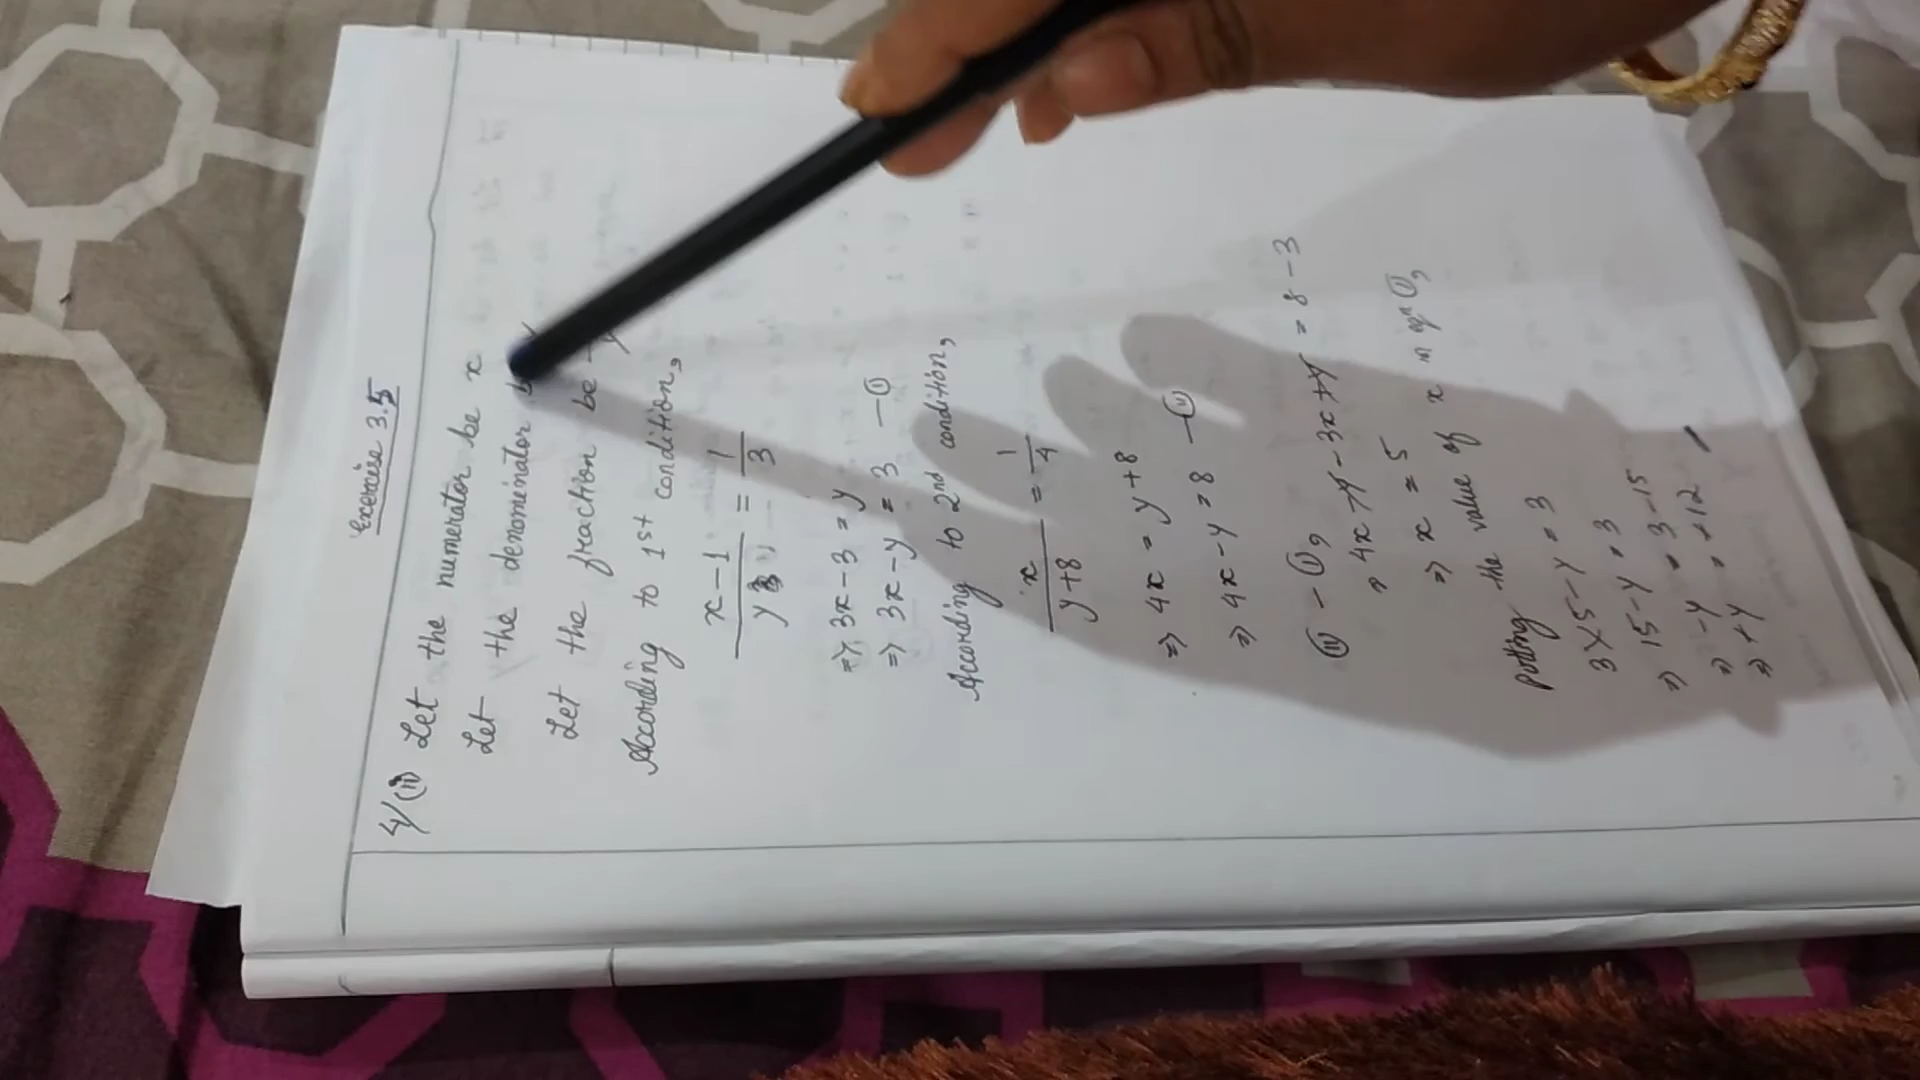 Exercise 3.5
4/(ii) Let the numerator be x
Let the denominator
Let the fraction be
According to 1st condition,
x-1/y = 1/3
=> 3x-3 = y
=> 3x-y = 3 —(i)
According to 2nd condition,
x/y+8 = 1/4
=> 4x = y+8
=> 4x-y = 8 —(ii)
(ii) - (i),
=> 4x-y-3x+y = 8-3
=> x = 5
Putting the value of x in eqn (i),
3x5-y = 3
=> 15-y = 3
=> -y = 3-15
=> +y = +12